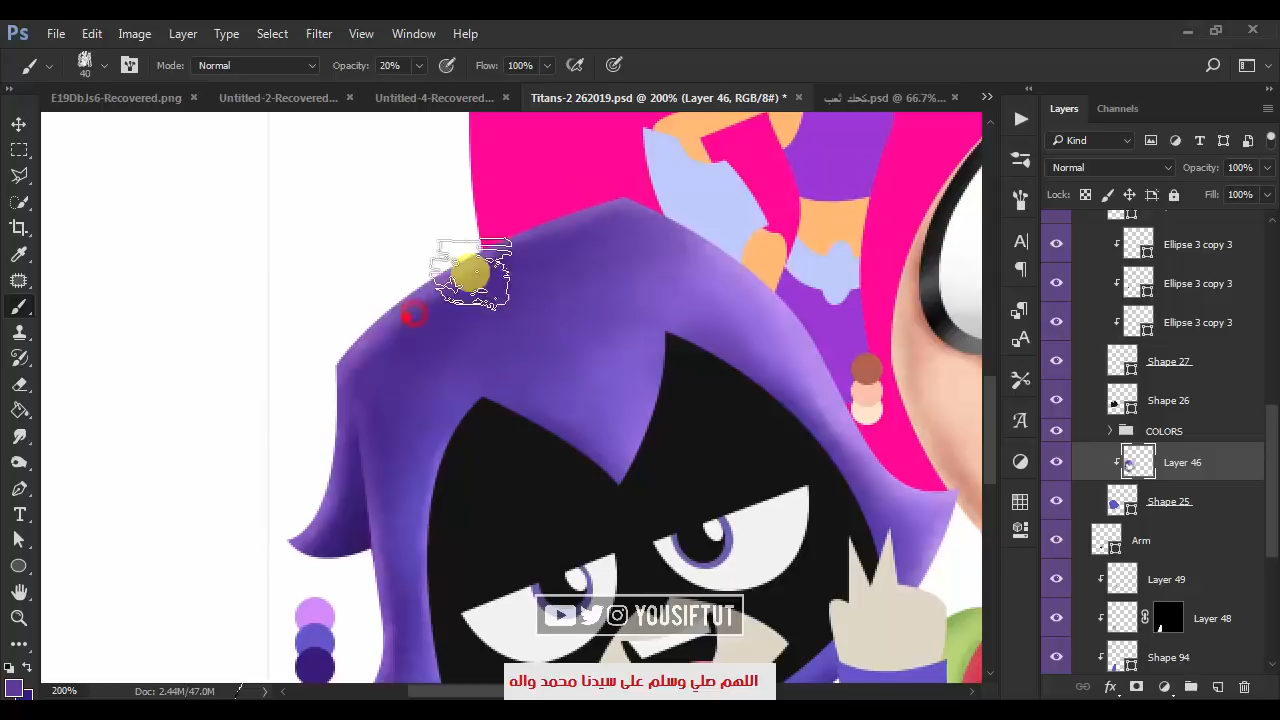 Ps File Edit Image Layer Type Select Filter View Window Help
40 Mode: Normal Opacity: 20% Flow: 100%
E19DbJs6-Recovered.png Untitled-2-Recovered... Untitled-4-Recovered... Titans-2 262019.psd @ 200% (Layer 46, RGB/8#) * كحك تعب.psd @ 66.7%...
Layers Channels
Kind
Normal Opacity: 100%
Lock: Fill: 100%
Ellipse 3 copy 3
Ellipse 3 copy 3
Ellipse 3 copy 3
Shape 27
Shape 26
COLORS
Layer 46
Shape 25
Arm
Layer 49
Layer 48
Shape 94
YOUSIFTUT
اللهم صلي وسلم على سيدنا محمد واله
200% Doc: 2.44M/47.0M